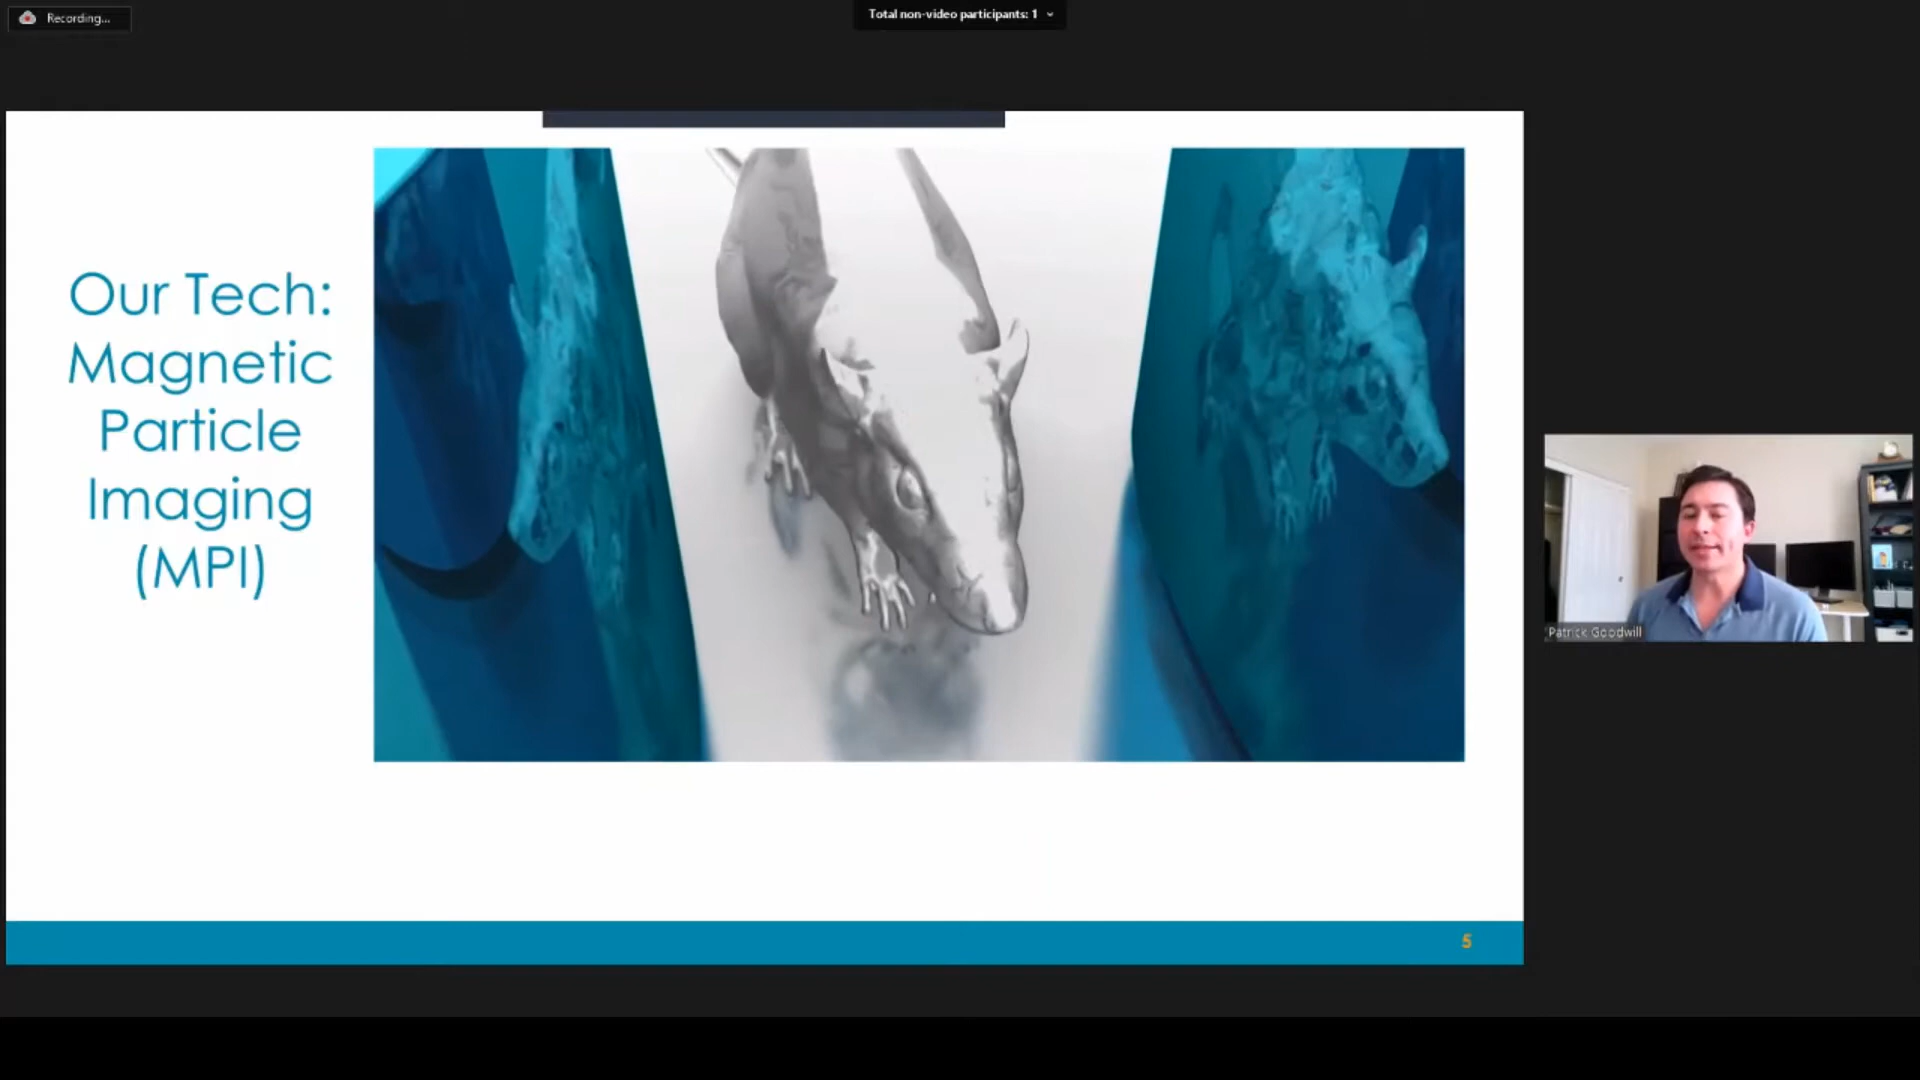 Recording...
Total non-video participants: 1
Our Tech:
Magnetic
Particle
Imaging
(MPI)
Patrick Goodwill
5